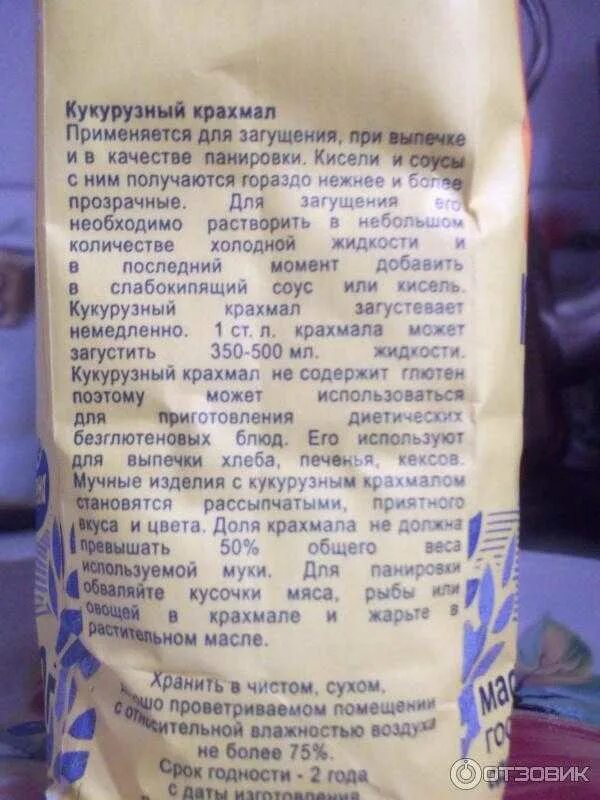 Кукурузный крахмал
Применяется для загущения, при выпечке
и в качестве панировки. Кисели и соусы
с ним получаются гораздо нежнее и более
прозрачные. Для загущения его
необходимо растворить в небольшом
количестве холодной жидкости и
в последний момент добавить
в слабокипящий соус или кисель.
Кукурузный крахмал загустевает
немедленно. 1 ст. л. крахмала может
загустить 350-500 мл. жидкости.
Кукурузный крахмал не содержит глютен
поэтому может использоваться
для приготовления диетических
безглютеновых блюд. Его используют
для выпечки хлеба, печенья, кексов.
Мучные изделия с кукурузным крахмалом
становятся рассыпчатыми, приятного
вкуса и цвета. Доля крахмала не должна
превышать 50% общего веса
используемой муки. Для панировки
обваляйте кусочки мяса, рыбы или
овощей в крахмале и жарьте в
растительном масле.
Хранить в чистом, сухом,
хорошо проветриваемом помещении
с относительной влажностью воздуха
не более 75%.
Срок годности - 2 года
с даты изготовления
мас
гос
ОТЗОВИК